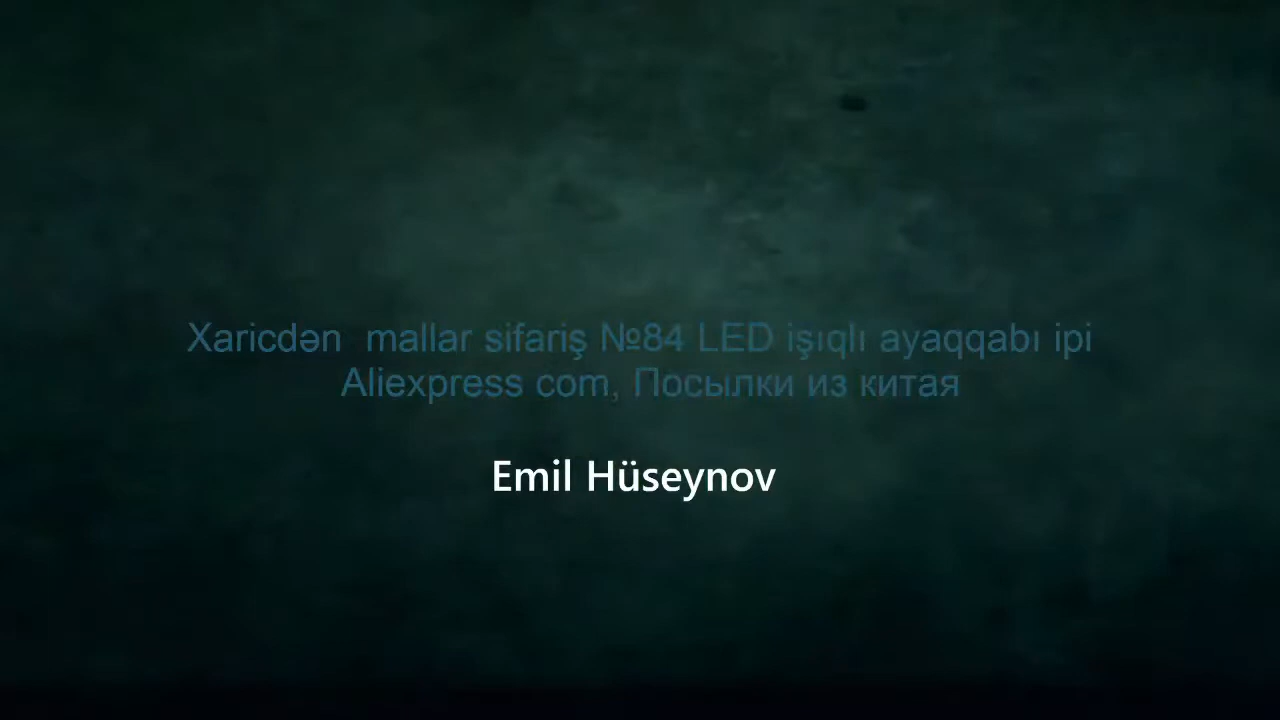 Xaricdən  mallar sifariş №84 LED işıqlı ayaqqabı ipi
Aliexpress com, Посылки из китая
Emil Hüseynov